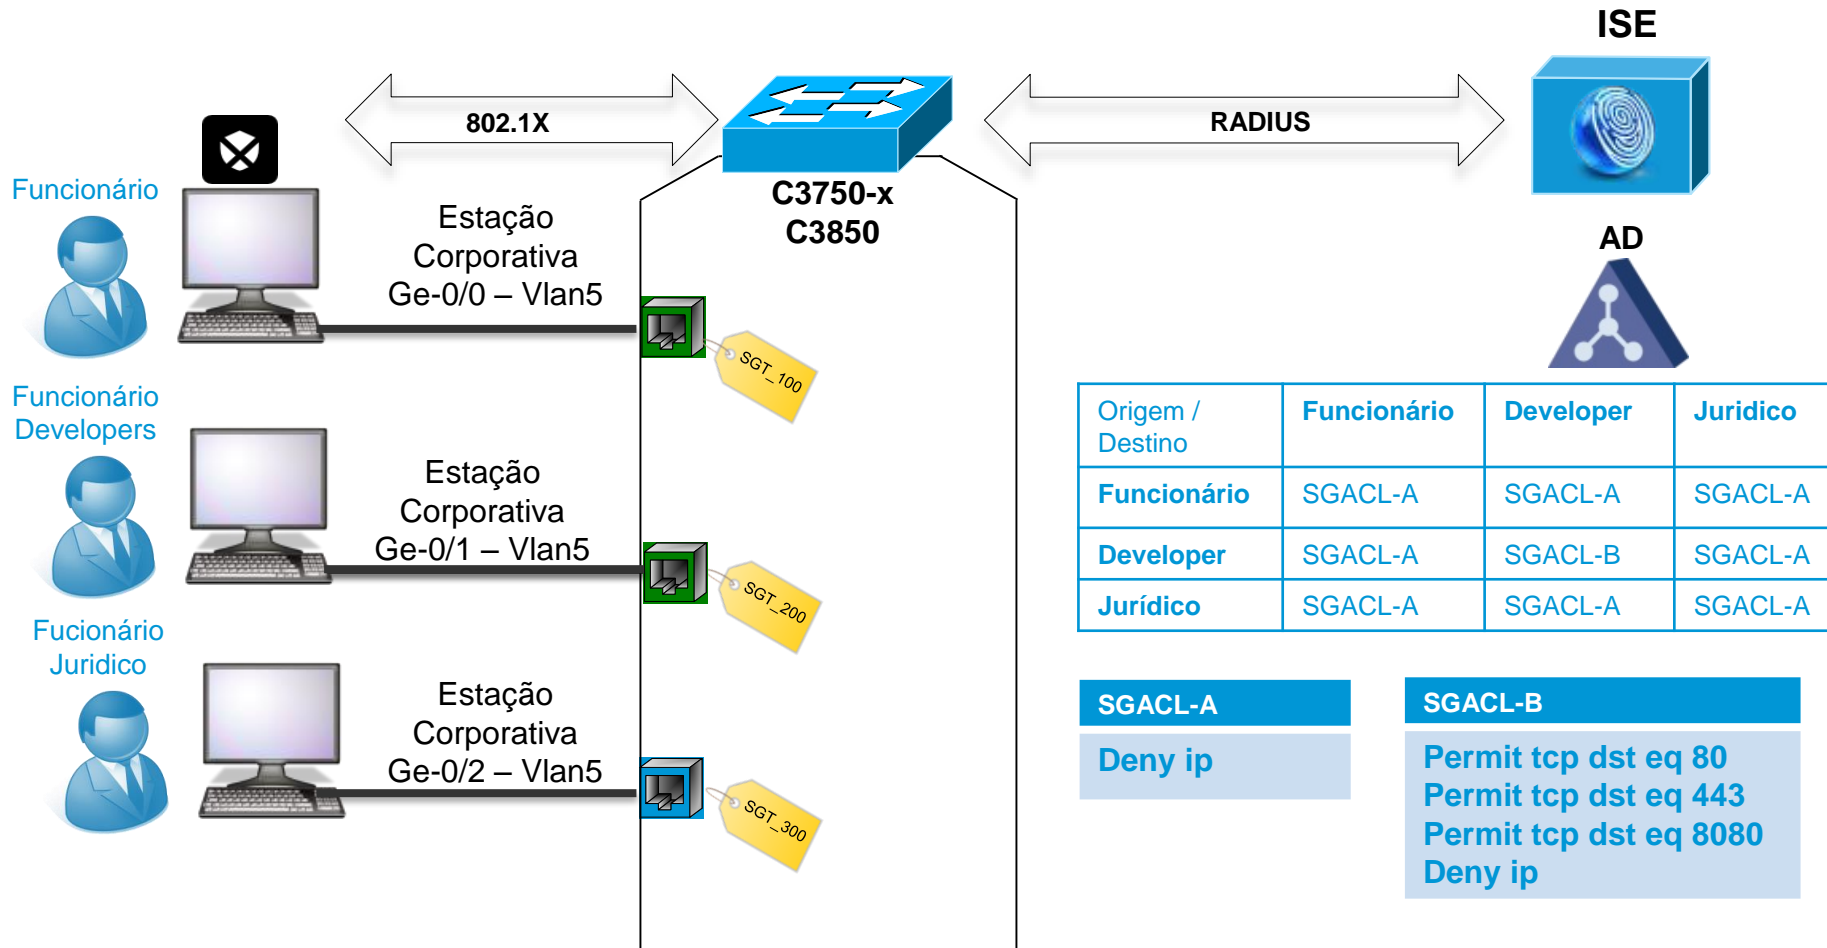 ISE
802.1X
RADIUS
C3750-x
C3850
Funcionário
Estação
Corporativa
Ge-0/0 – Vlan5
SGT_100
AD
Funcionário
Developers
Estação
Corporativa
Ge-0/1 – Vlan5
SGT_200
Fucionário
Juridico
Estação
Corporativa
Ge-0/2 – Vlan5
SGT_300
Origem /
Destino
Funcionário
Developer
Juridico
Funcionário
SGACL-A
SGACL-A
SGACL-A
Developer
SGACL-A
SGACL-B
SGACL-A
Jurídico
SGACL-A
SGACL-A
SGACL-A
SGACL-A
Deny ip
SGACL-B
Permit tcp dst eq 80
Permit tcp dst eq 443
Permit tcp dst eq 8080
Deny ip